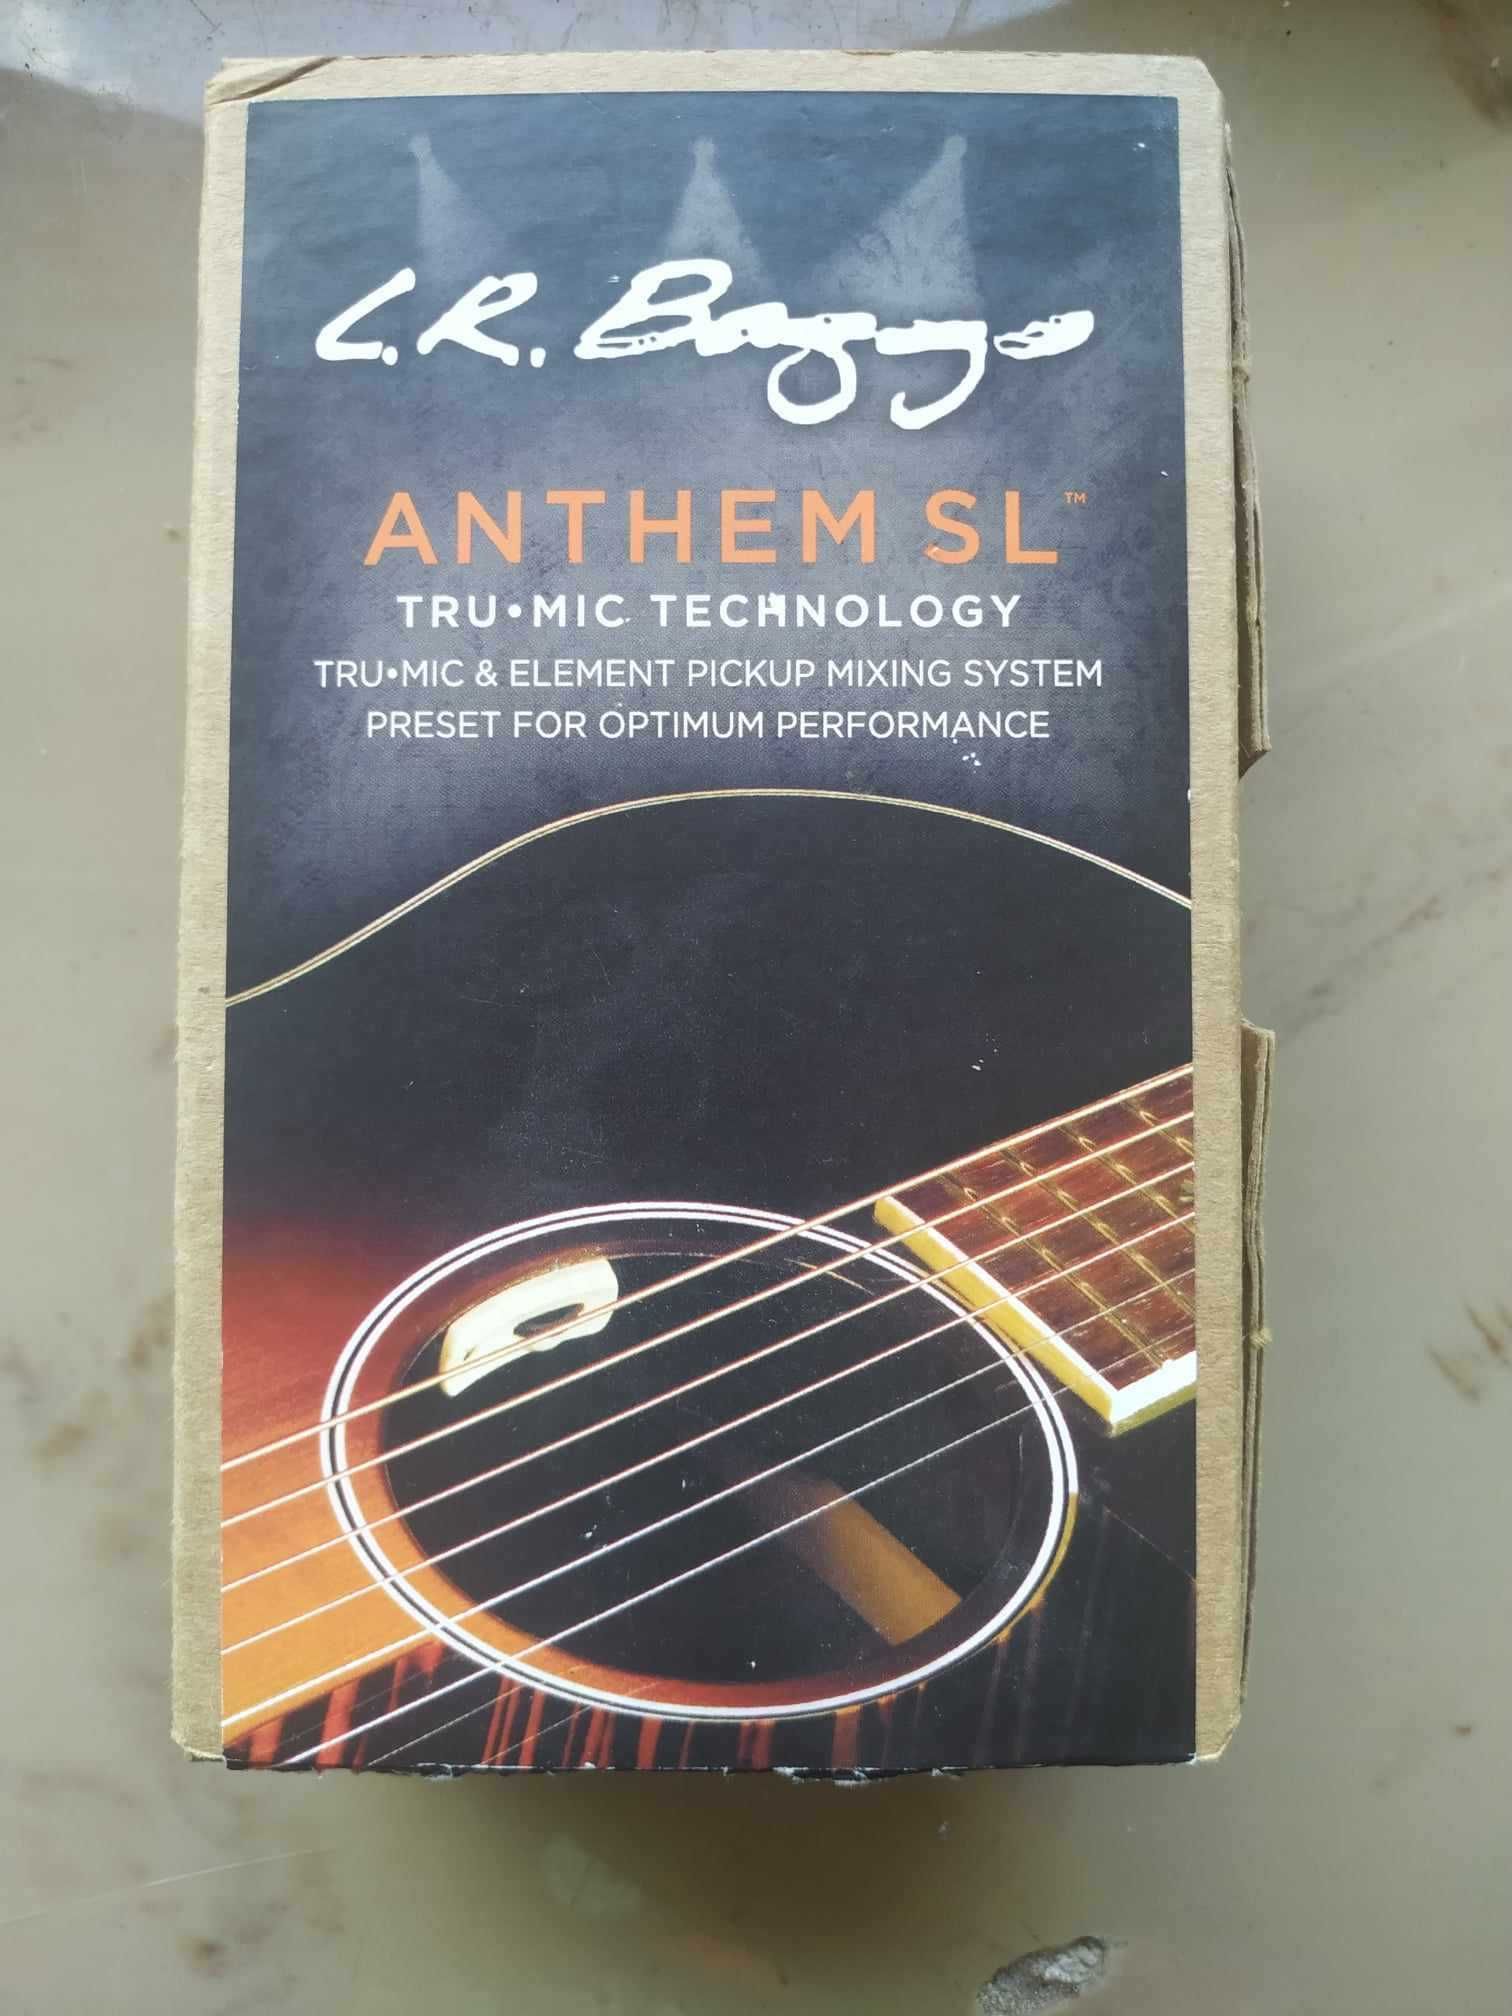 L.R. Baggs
ANTHEM SL™
TRU•MIC TECHNOLOGY
TRU•MIC & ELEMENT PICKUP MIXING SYSTEM
PRESET FOR OPTIMUM PERFORMANCE